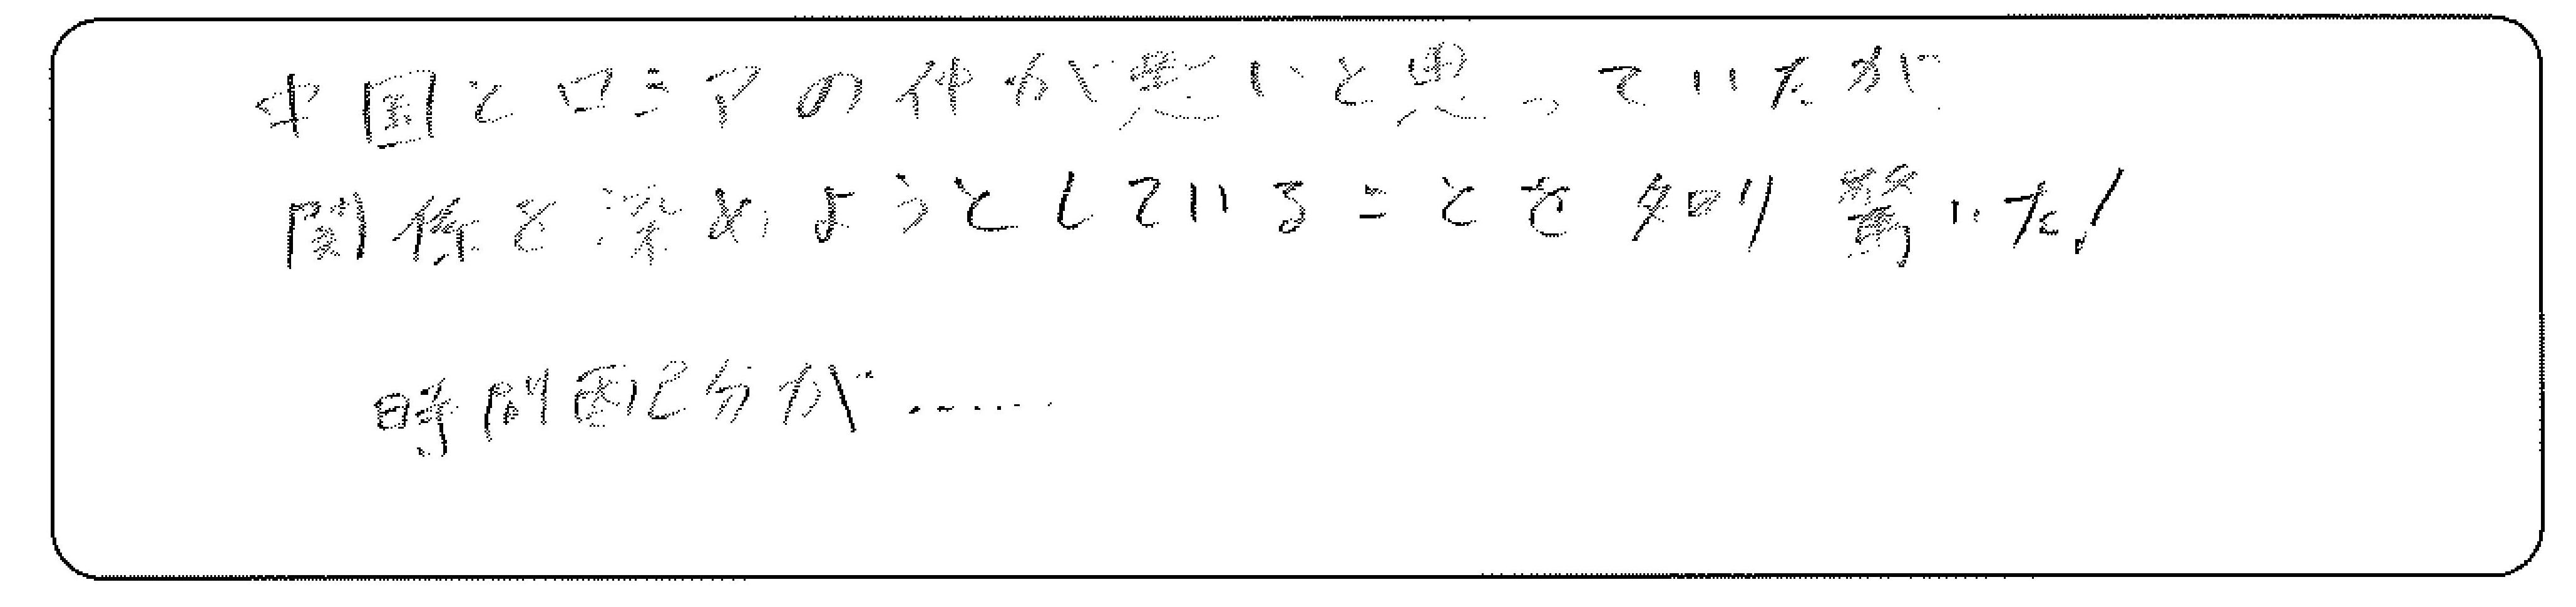 中国とロシアの仲が悪いと思っていたが
関係を深めようとしていることを知り驚いた!
時間配分が……